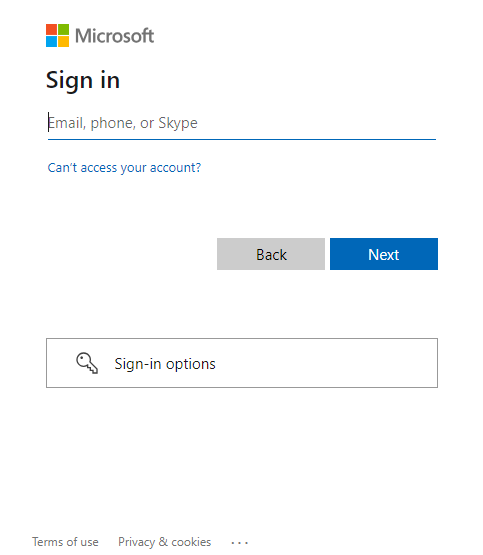 Microsoft
Sign in
Email, phone, or Skype
Can't access your account?
Back Next
Sign-in options
Terms of use Privacy & cookies ...